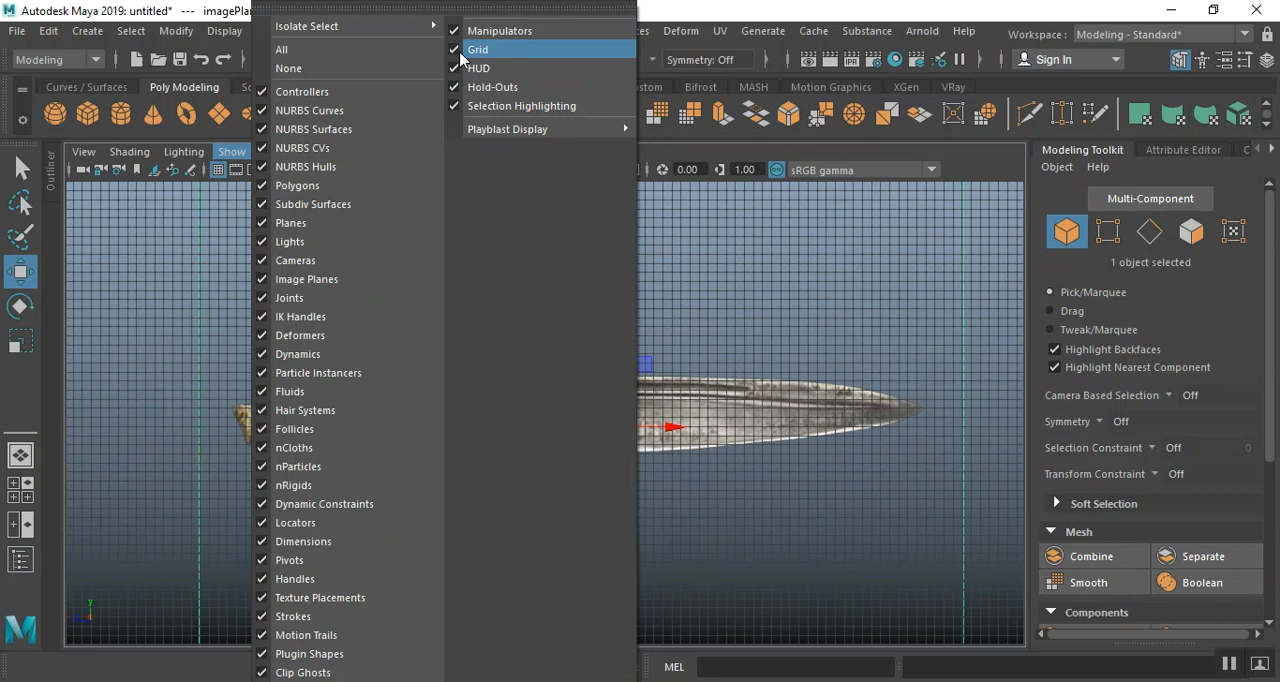 Autodesk Maya 2019: untitled* --- imagePlan
File Edit Create Select Modify Display
Deform UV Generate Cache Substance Arnold Help
Workspace : Modeling - Standard*
Modeling
Symmetry: Off
Sign In
Curves / Surfaces Poly Modeling
Bifrost MASH Motion Graphics XGen VRay
Outliner
View Shading Lighting Show
0.00 1.00 ON sRGB gamma
Isolate Select
All
None
Controllers
NURBS Curves
NURBS Surfaces
NURBS CVs
NURBS Hulls
Polygons
Subdiv Surfaces
Planes
Lights
Cameras
Image Planes
Joints
IK Handles
Deformers
Dynamics
Particle Instancers
Fluids
Hair Systems
Follicles
nCloths
nParticles
nRigids
Dynamic Constraints
Locators
Dimensions
Pivots
Handles
Texture Placements
Strokes
Motion Trails
Plugin Shapes
Clip Ghosts
Manipulators
Grid
HUD
Hold-Outs
Selection Highlighting
Playblast Display
Modeling Toolkit Attribute Editor
Object Help
Multi-Component
1 object selected
Pick/Marquee
Drag
Tweak/Marquee
Highlight Backfaces
Highlight Nearest Component
Camera Based Selection Off
Symmetry Off
Selection Constraint Off 0
Transform Constraint Off
Soft Selection
Mesh
Combine Separate
Smooth Boolean
Components
y
MEL